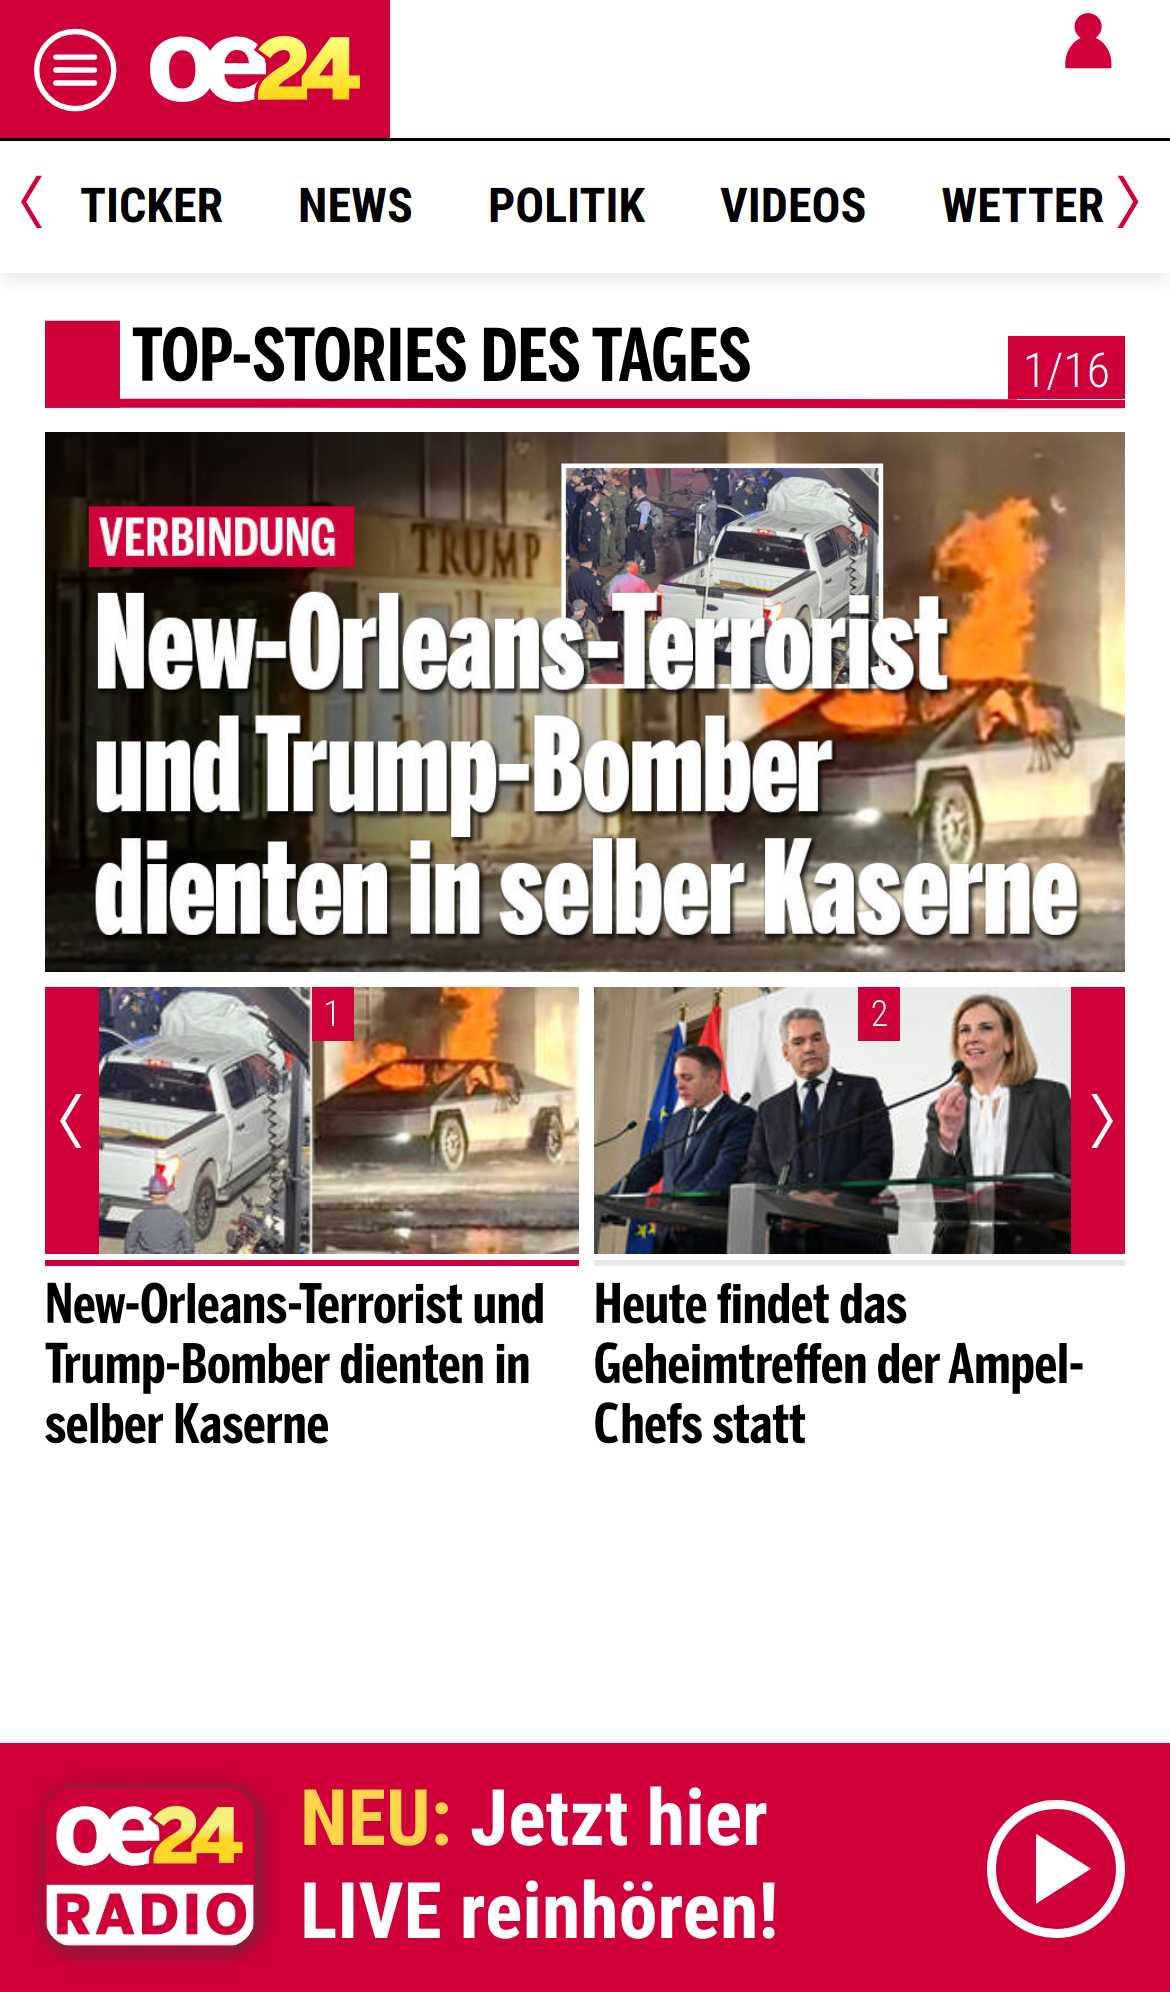 oe24
TICKER NEWS POLITIK VIDEOS WETTER
TOP-STORIES DES TAGES
1/16
VERBINDUNG
TRUMP
New-Orleans-Terrorist
und Trump-Bomber
dienten in selber Kaserne
1
2
New-Orleans-Terrorist und
Trump-Bomber dienten in
selber Kaserne
Heute findet das
Geheimtreffen der Ampel-
Chefs statt
oe24
RADIO
NEU: Jetzt hier
LIVE reinhören!